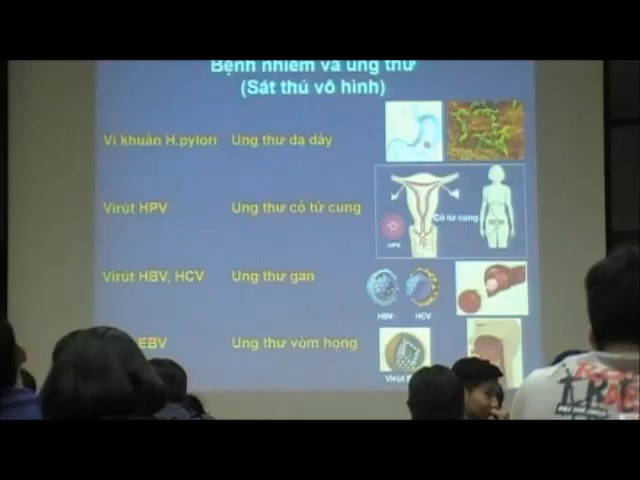 Bệnh nhiễm và ung thư
(Sát thủ vô hình)
Vi khuẩn H.pylori Ung thư dạ dày
Virút HPV Ung thư cổ tử cung
Cổ tử cung
HPV
Virút HBV, HCV Ung thư gan
HBV HCV
EBV Ung thư vòm họng
Virút